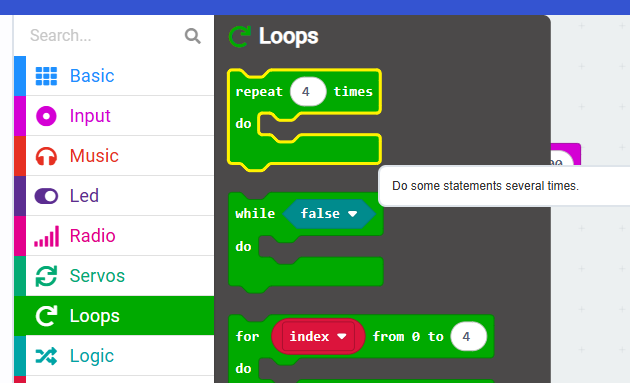 Search...
Basic
Input
Music
Led
Radio
Servos
Loops
Logic
Loops
repeat 4 times
do
Do some statements several times.
while false
do
for index from 0 to 4
do